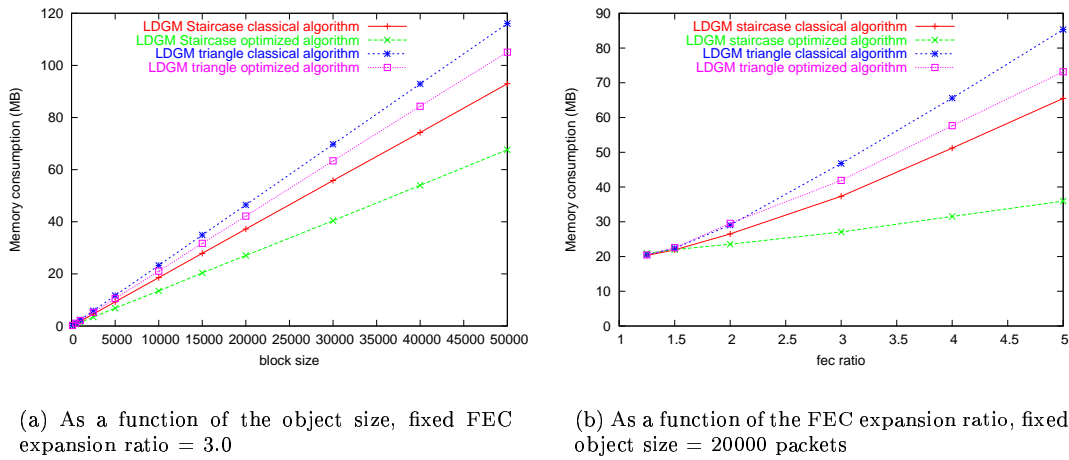 LDGM Staircase classical algorithm
LDGM Staircase optimized algorithm
LDGM triangle classical algorithm
LDGM triangle optimized algorithm
120
100
80
60
40
20
0
Memory consumption (MB)
0 5000 10000 15000 20000 25000 30000 35000 40000 45000 50000
block size
(a) As a function of the object size, fixed FEC
expansion ratio = 3.0
LDGM staircase classical algorithm
LDGM staircase optimized algorithm
LDGM triangle classical algorithm
LDGM triangle optimized algorithm
90
80
70
60
50
40
30
20
10
0
Memory consumption (MB)
1 1.5 2 2.5 3 3.5 4 4.5 5
fec ratio
(b) As a function of the FEC expansion ratio, fixed
object size = 20000 packets